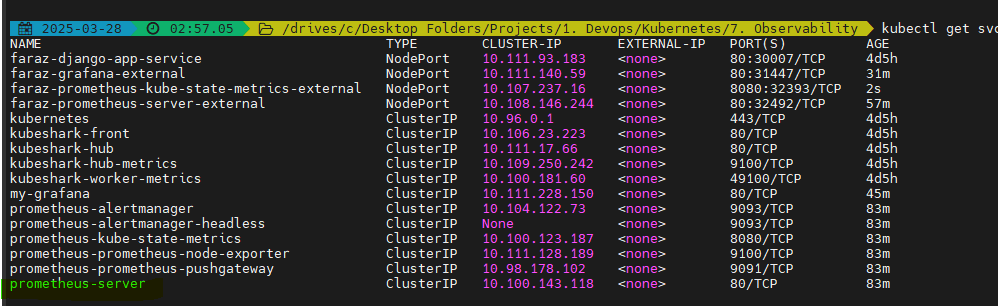 2025-03-28 02:57.05 /drives/c/Desktop Folders/Projects/1. Devops/Kubernetes/7. Observability kubectl get svc
NAME TYPE CLUSTER-IP EXTERNAL-IP PORT(S) AGE
faraz-django-app-service NodePort 10.111.93.183 <none> 80:30007/TCP 4d5h
faraz-grafana-external NodePort 10.111.140.59 <none> 80:31447/TCP 31m
faraz-prometheus-kube-state-metrics-external NodePort 10.107.237.16 <none> 8080:32393/TCP 2s
faraz-prometheus-server-external NodePort 10.108.146.244 <none> 80:32492/TCP 57m
kubernetes ClusterIP 10.96.0.1 <none> 443/TCP 4d5h
kubeshark-front ClusterIP 10.106.23.223 <none> 80/TCP 4d5h
kubeshark-hub ClusterIP 10.111.17.66 <none> 80/TCP 4d5h
kubeshark-hub-metrics ClusterIP 10.109.250.242 <none> 9100/TCP 4d5h
kubeshark-worker-metrics ClusterIP 10.100.181.60 <none> 49100/TCP 4d5h
my-grafana ClusterIP 10.111.228.150 <none> 80/TCP 45m
prometheus-alertmanager ClusterIP 10.104.122.73 <none> 9093/TCP 83m
prometheus-alertmanager-headless ClusterIP None <none> 9093/TCP 83m
prometheus-kube-state-metrics ClusterIP 10.100.123.187 <none> 8080/TCP 83m
prometheus-prometheus-node-exporter ClusterIP 10.111.128.189 <none> 9100/TCP 83m
prometheus-prometheus-pushgateway ClusterIP 10.98.178.102 <none> 9091/TCP 83m
prometheus-server ClusterIP 10.100.143.118 <none> 80/TCP 83m